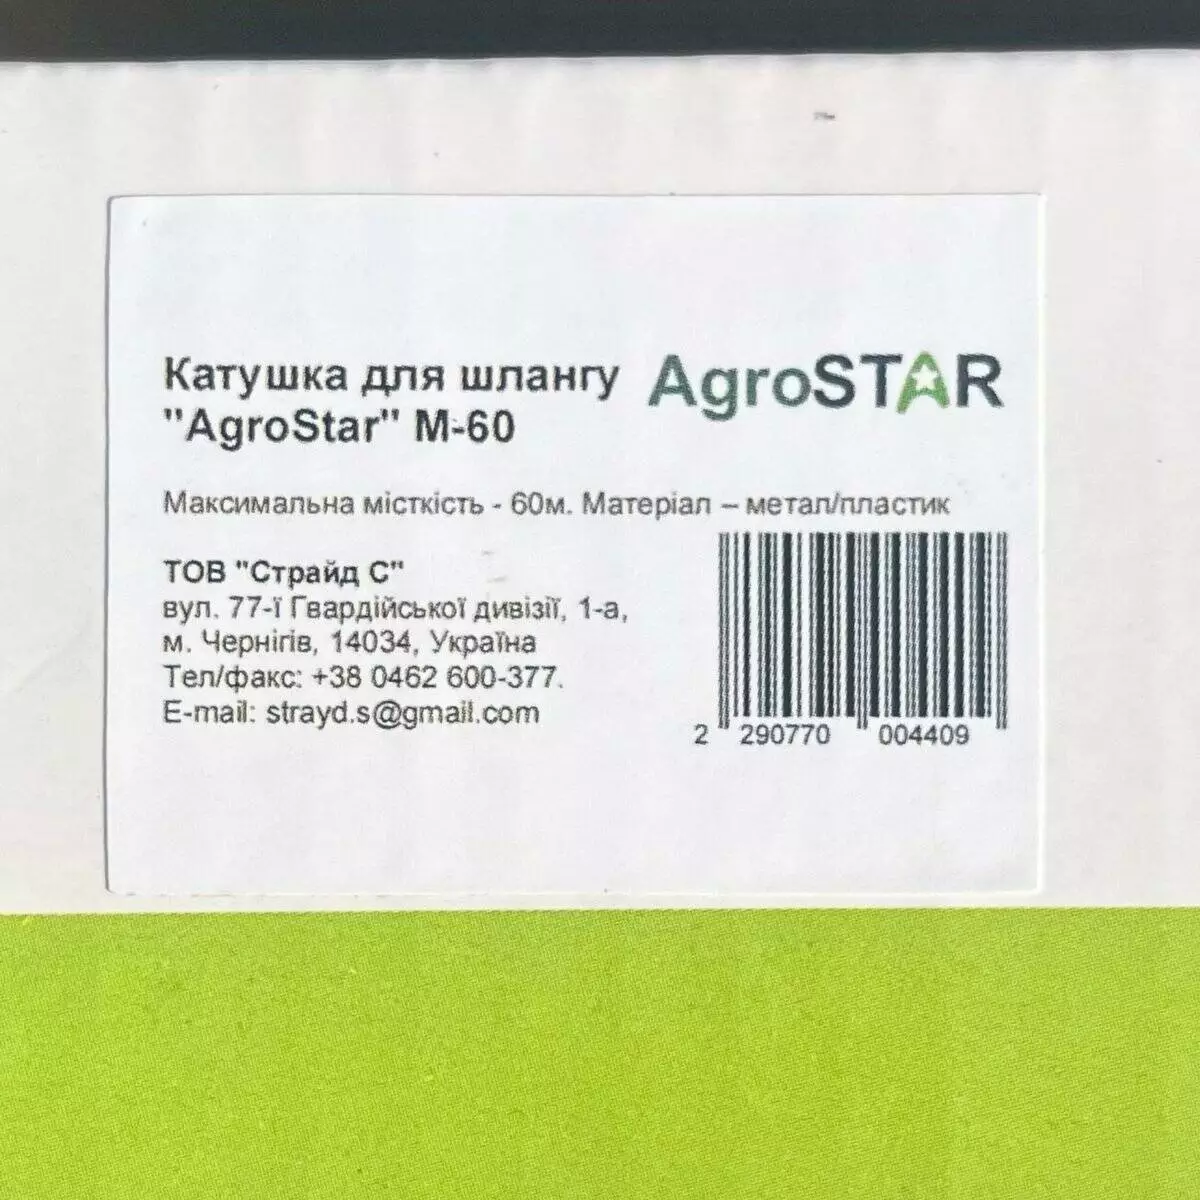 Катушка для шлангу
"AgroStar" М-60
AgroSTAR
Максимальна місткість - 60м. Матеріал – метал/пластик
ТОВ "Страйд С"
вул. 77-ї Гвардійської дивізії, 1-а,
м. Чернігів, 14034, Україна
Тел/факс: +38 0462 600-377.
E-mail: strayd.s@gmail.com
2 290770 004409